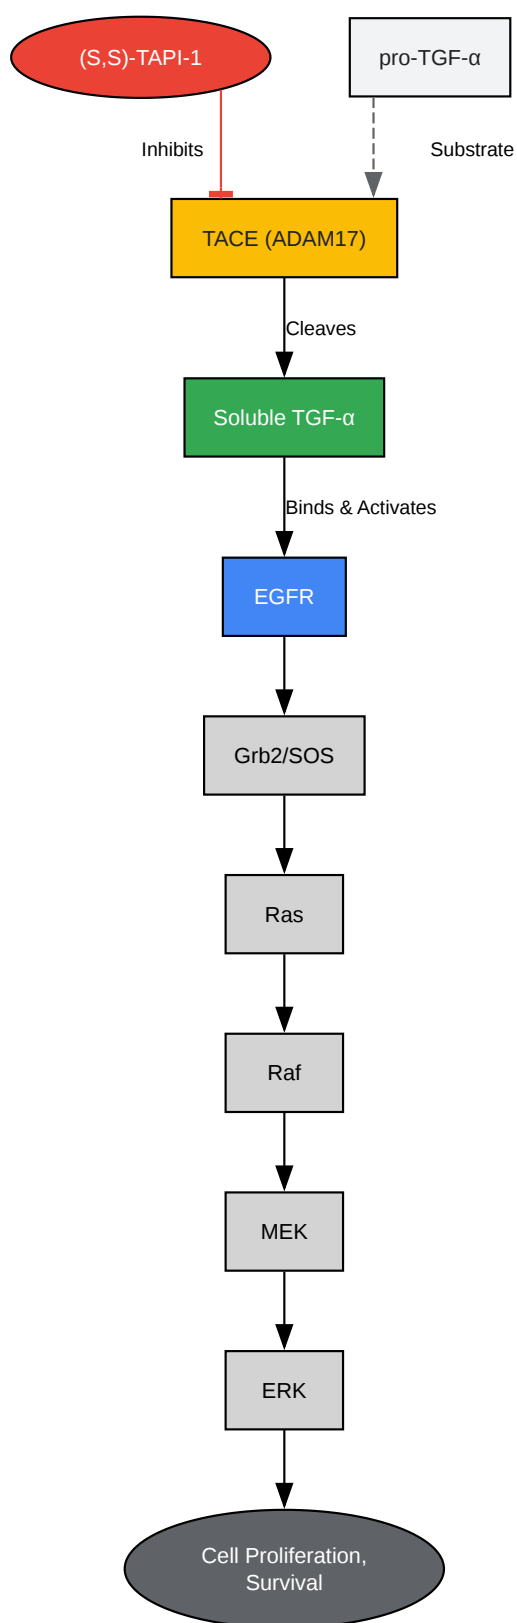 (S,S)-TAPI-1
pro-TGF-α
Inhibits
Substrate
TACE (ADAM17)
Cleaves
Soluble TGF-α
Binds & Activates
EGFR
Grb2/SOS
Ras
Raf
MEK
ERK
Cell Proliferation,
Survival